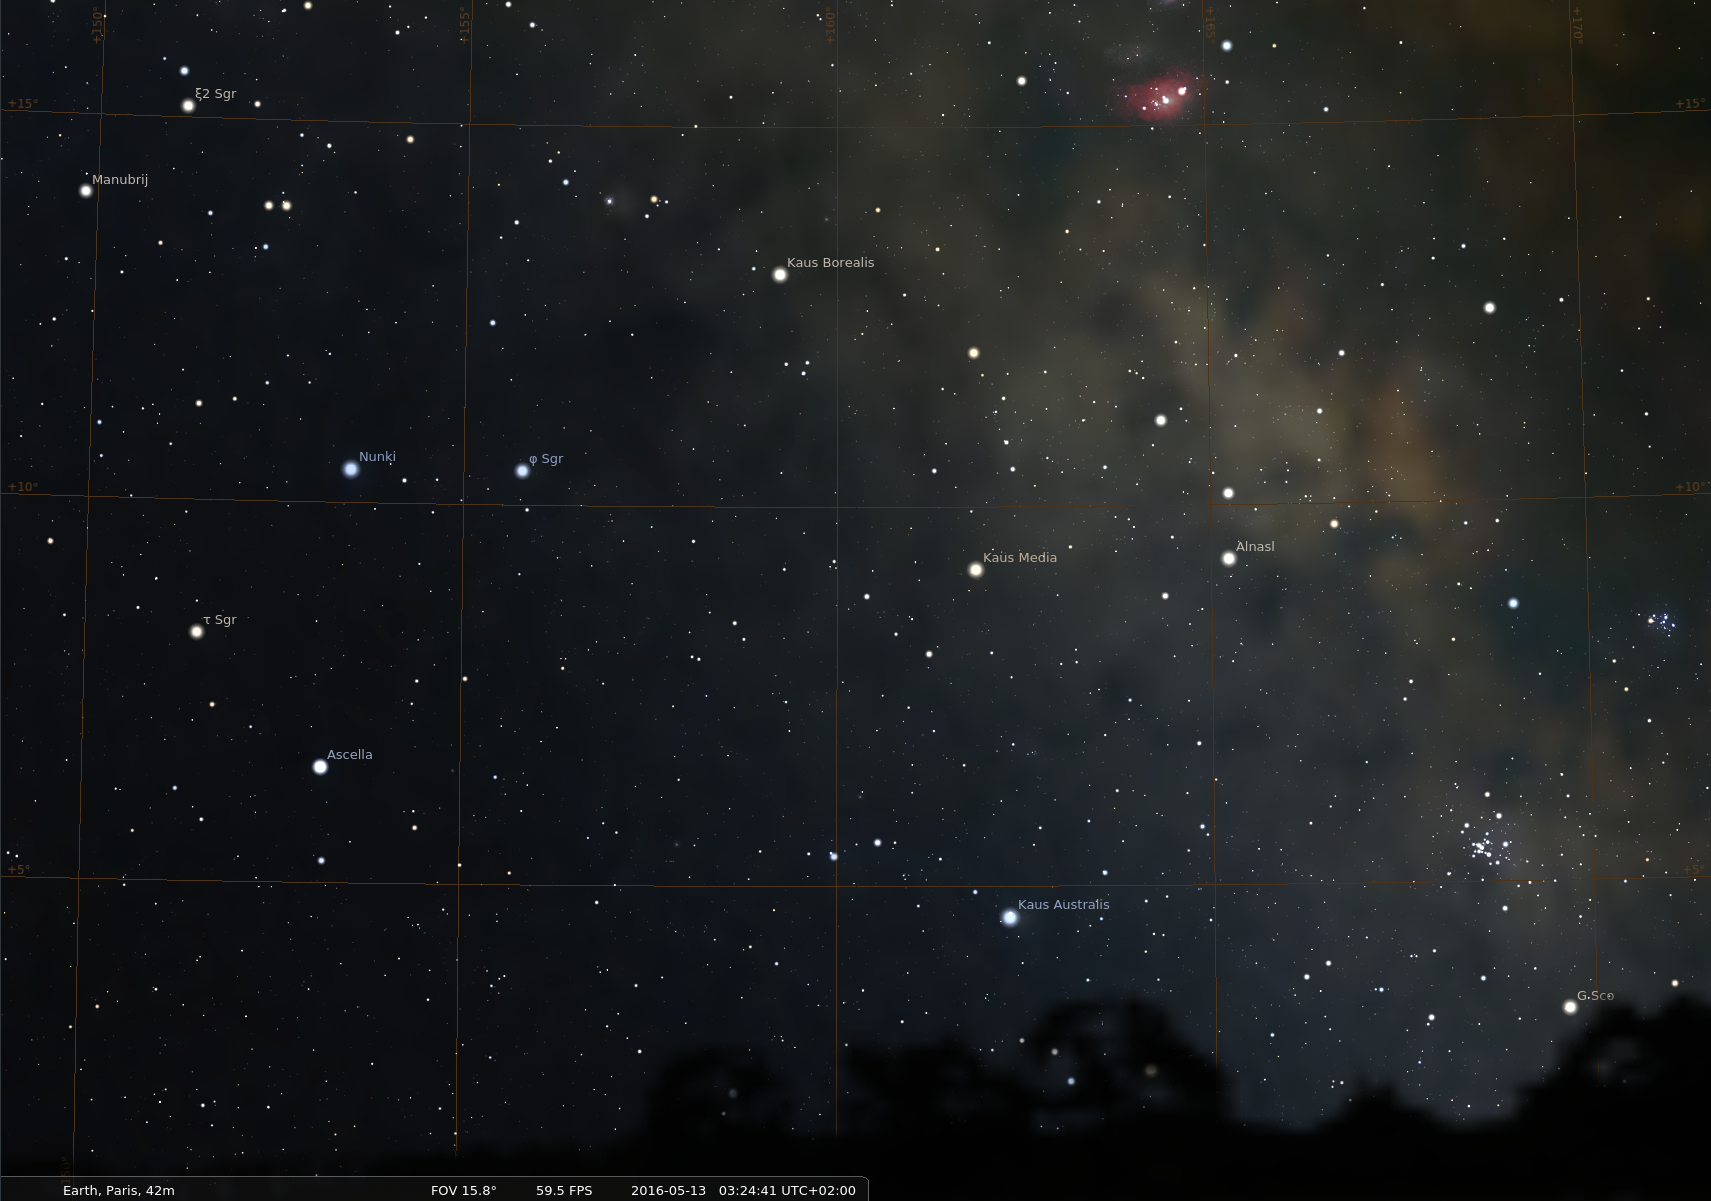 +150°
+155°
+160°
+165°
+170°
ξ2 Sgr
+15°
+15°
Manubrij
Kaus Borealis
Nunki
φ Sgr
+10°
+10°
Alnasl
Kaus Media
τ Sgr
Ascella
+5°
+5°
Kaus Australis
G Sco
Earth, Paris, 42m FOV 15.8° 59.5 FPS 2016-05-13 03:24:41 UTC+02:00